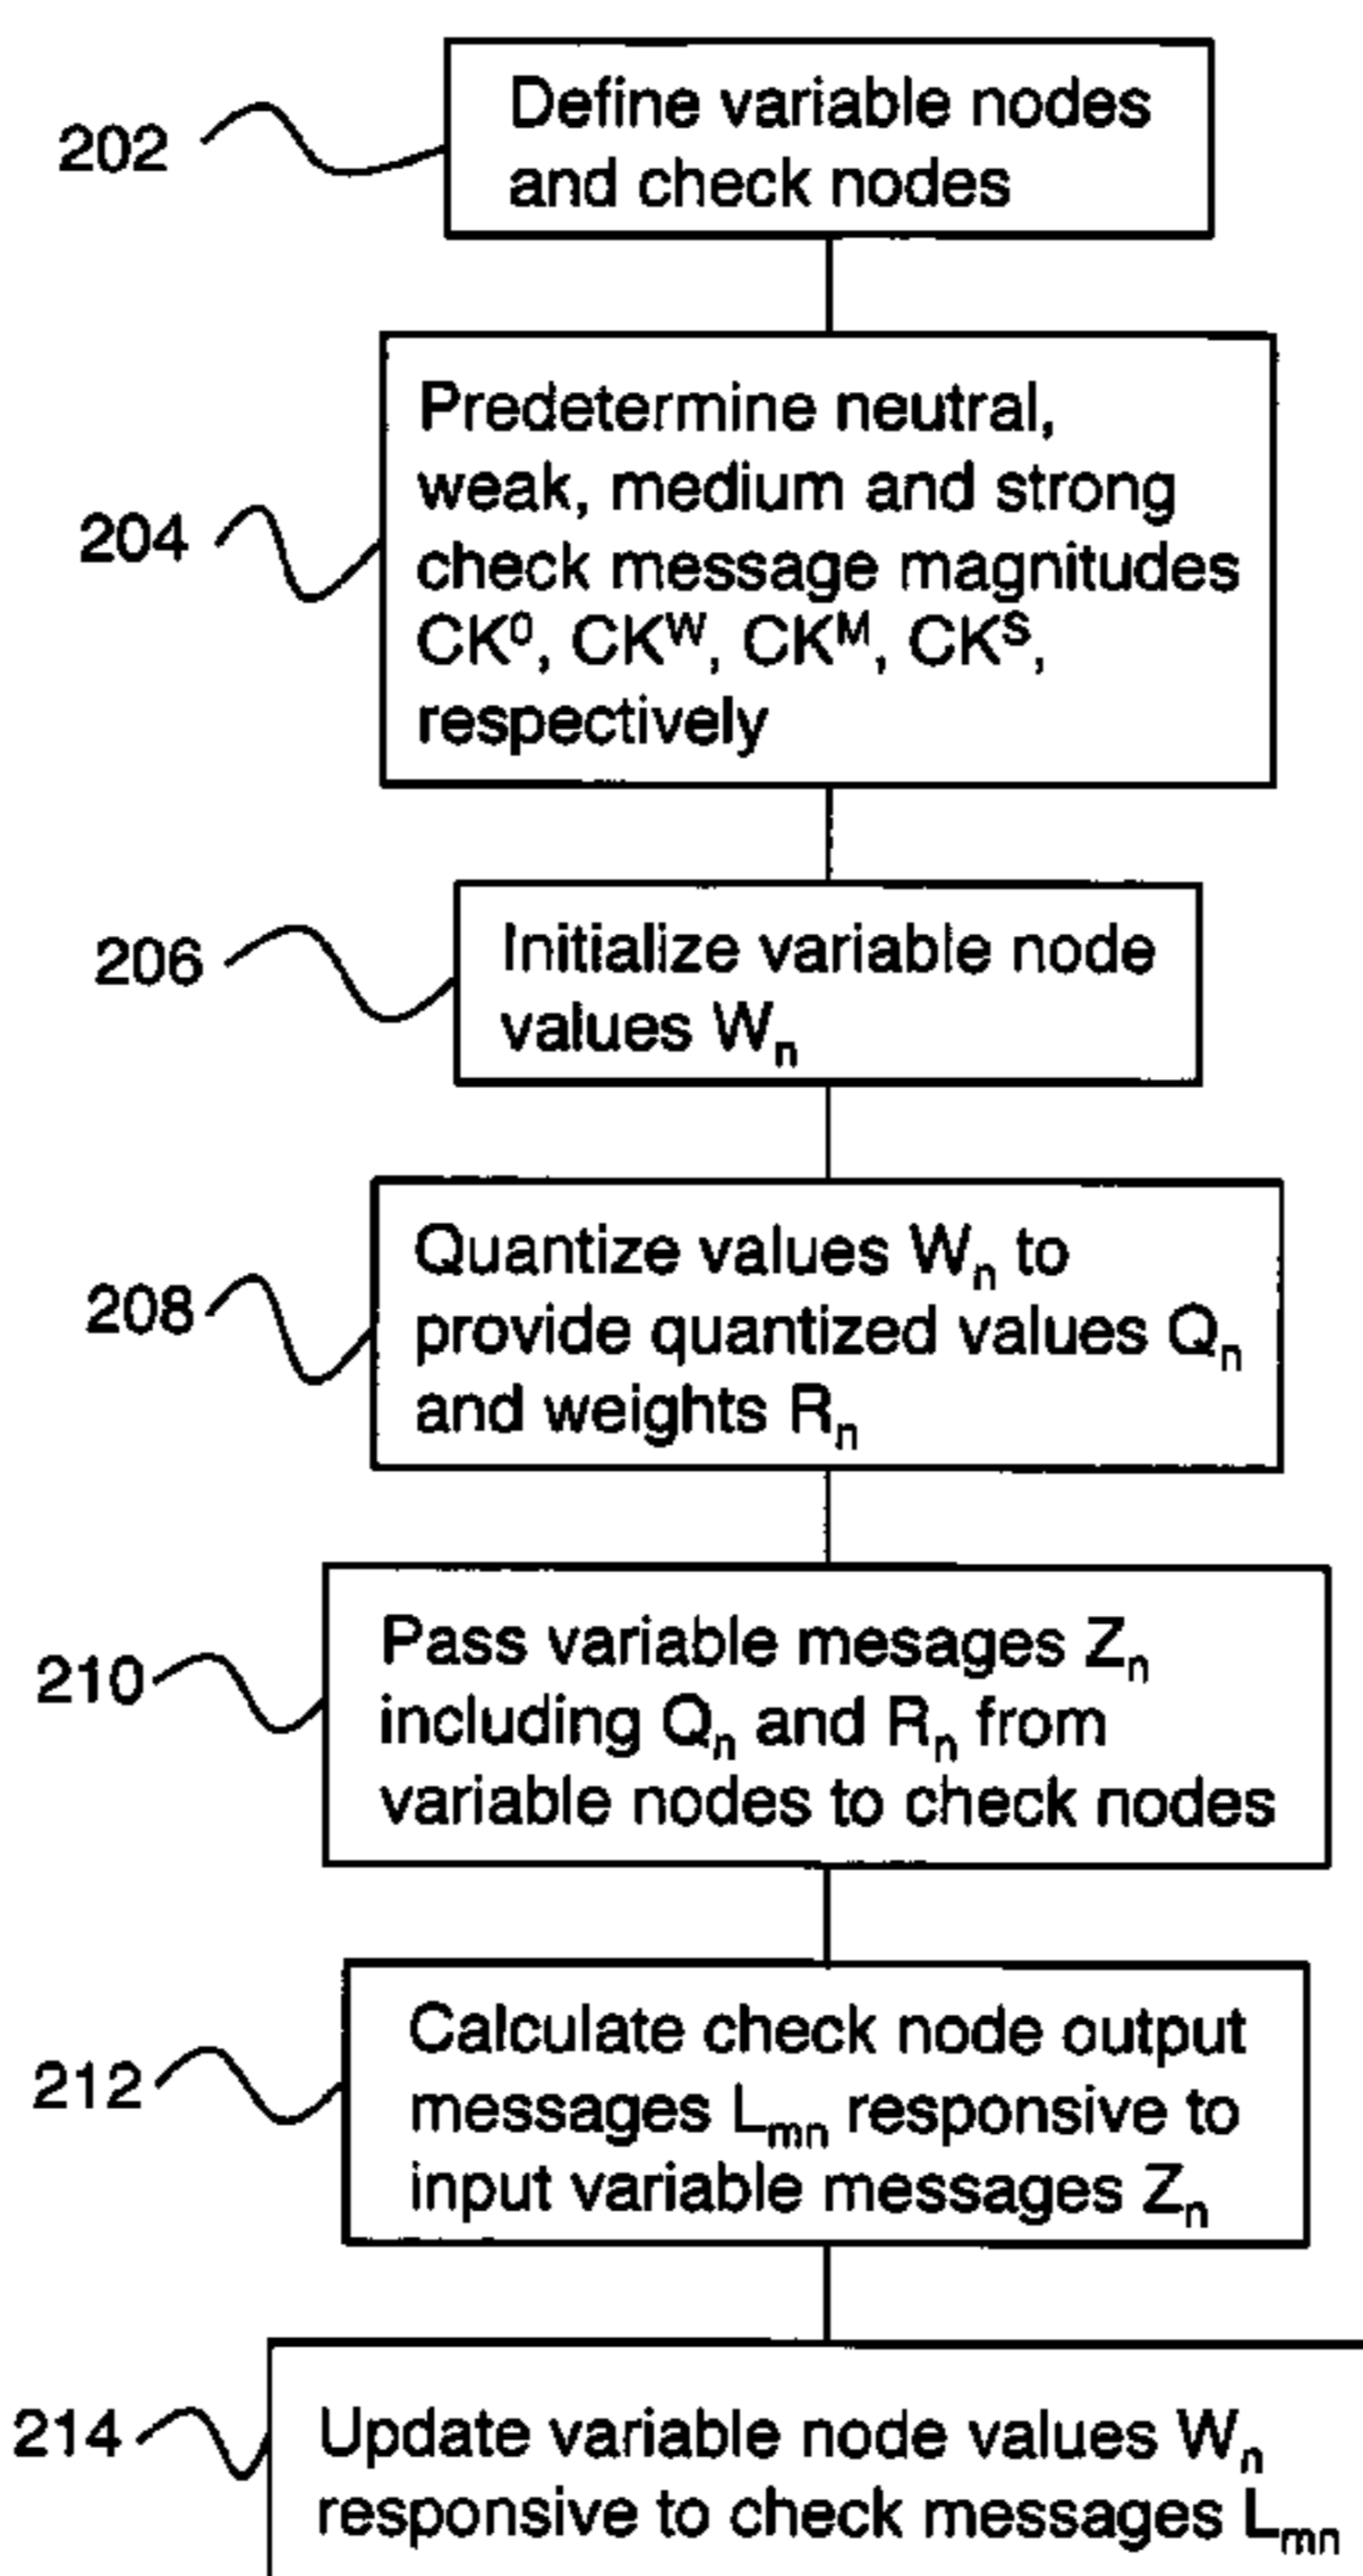 202
Define variable nodes
and check nodes
204
Predetermine neutral,
weak, medium and strong
check message magnitudes
CK⁰, CKᵂ, CKᴹ, CKˢ,
respectively
206
Initialize variable node
values Wₙ
208
Quantize values Wₙ to
provide quantized values Qₙ
and weights Rₙ
210
Pass variable mesages Zₙ
including Qₙ and Rₙ from
variable nodes to check nodes
212
Calculate check node output
messages Lₘₙ responsive to
input variable messages Zₙ
214
Update variable node values Wₙ
responsive to check messages Lₘₙ